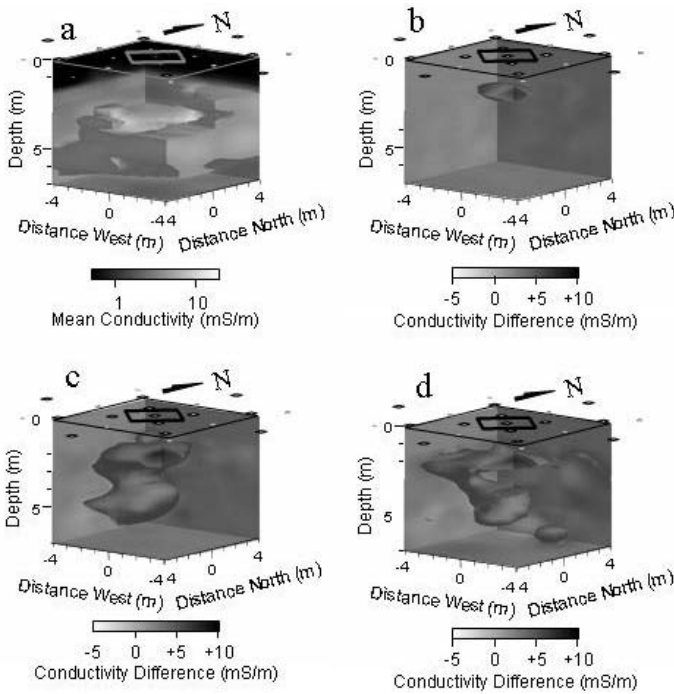 a
N
0
5
Depth (m)
-4
0
-44
0
4
Distance West (m)
Distance North (m)
1
10
Mean Conductivity (mS/m)
b
N
0
5
Depth (m)
-4
0
-44
0
4
Distance West (m)
Distance North (m)
-5
0
+5
+10
Conductivity Difference (mS/m)
c
N
0
5
Depth (m)
-4
0
-44
0
4
Distance West (m)
Distance North (m)
-5
0
+5
+10
Conductivity Difference (mS/m)
d
N
0
5
Depth (m)
-4
0
-44
0
4
Distance West (m)
Distance North (m)
-5
0
+5
+10
Conductivity Difference (mS/m)